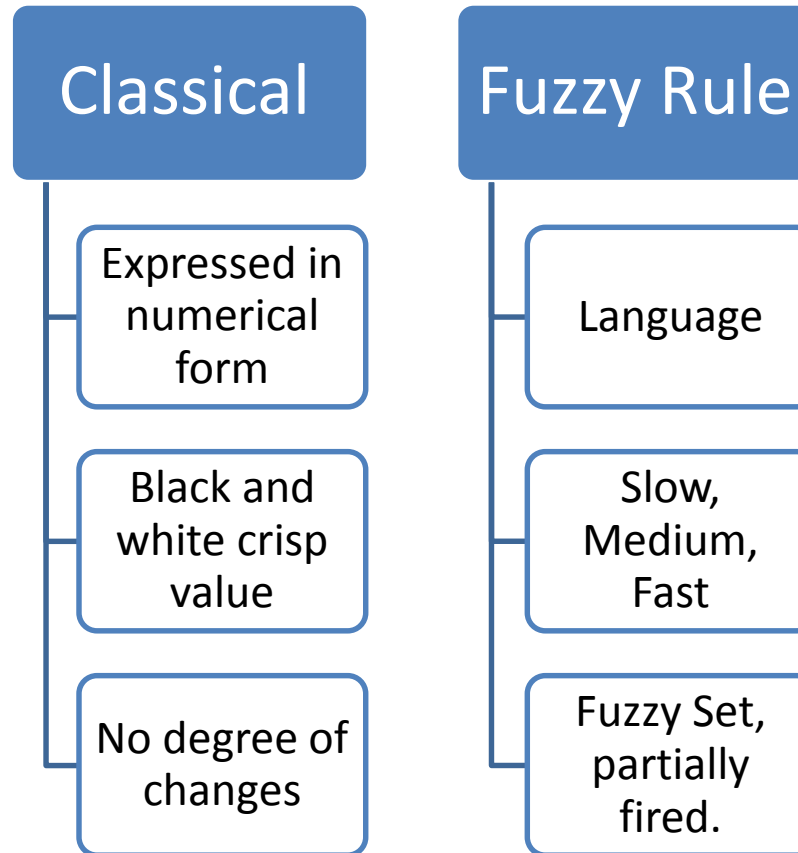 Classical
Expressed in
numerical
form
Black and
white crisp
value
No degree of
changes
Fuzzy Rule
Language
Slow,
Medium,
Fast
Fuzzy Set,
partially
fired.